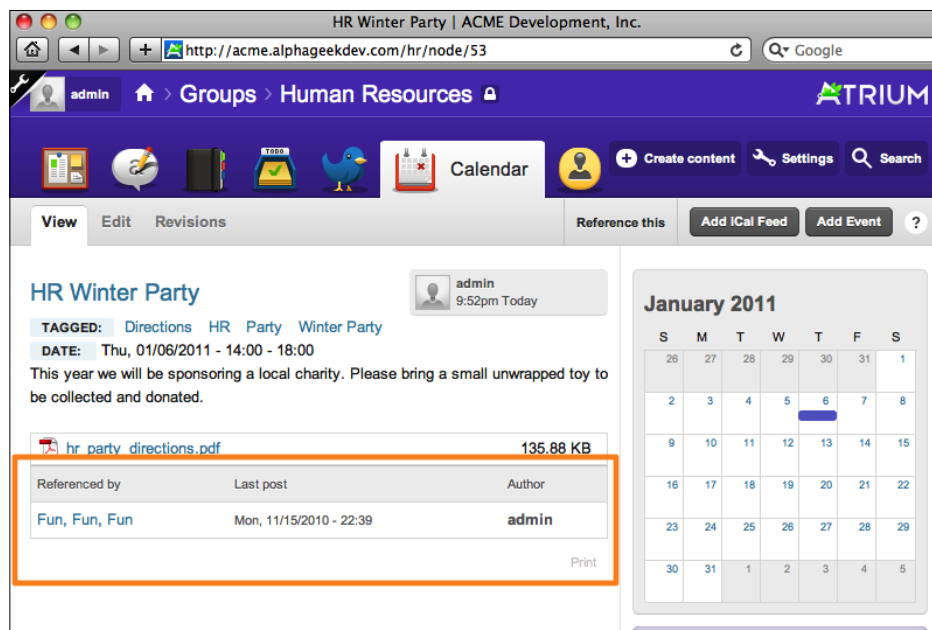 HR Winter Party | ACME Development, Inc.
http://acme.alphageekdev.com/hr/node/53
Google
admin
Groups › Human Resources
ATRIUM
TODO
a
Calendar
Create content
Settings
Search
View Edit Revisions
Reference this
Add iCal Feed
Add Event
?
HR Winter Party
admin
9:52pm Today
TAGGED: Directions HR Party Winter Party
DATE: Thu, 01/06/2011 - 14:00 - 18:00
This year we will be sponsoring a local charity. Please bring a small unwrapped toy to
be collected and donated.
hr_party_directions.pdf 135.88 KB
Referenced by Last post Author
Fun, Fun, Fun Mon, 11/15/2010 - 22:39 admin
Print
January 2011
S M T W T F S
26 27 28 29 30 31 1
2 3 4 5 6 7 8
9 10 11 12 13 14 15
16 17 18 19 20 21 22
23 24 25 26 27 28 29
30 31 1 2 3 4 5